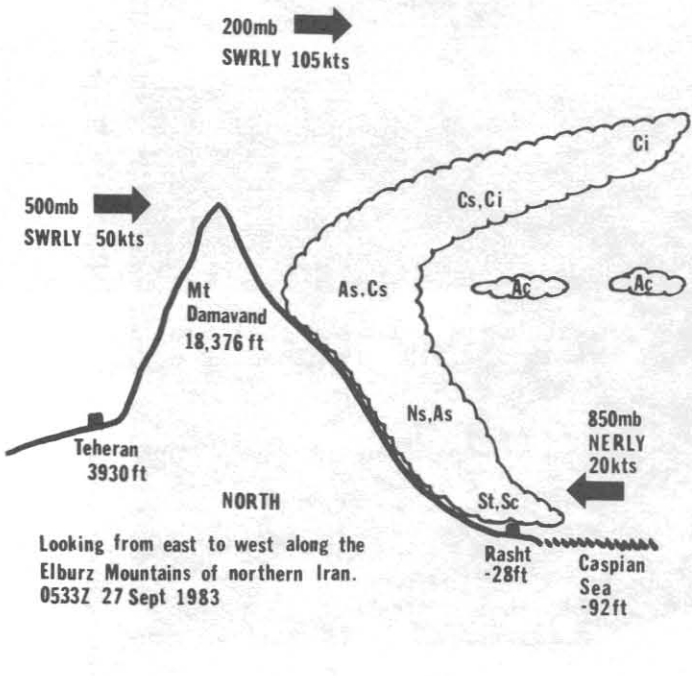 200mb
SWRLY 105kts
Ci
Cs,Ci
500mb
SWRLY 50kts
As.Cs
Ac
Ac
Mt
Damavand
18,376 ft
Ns,As
850mb
NERLY
20kts
Teheran
3930ft
NORTH
St,Sc
Looking from east to west along the
Elburz Mountains of northern Iran.
0533Z 27 Sept 1983
Rasht
-28ft
Caspian
Sea
-92ft